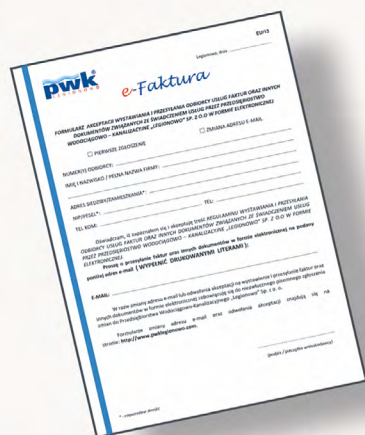 EU/15
Legionowo, dnia
pwk
LEGIONOWO
e-Faktura
FORMULARZ AKCEPTACJI WYSTAWIANIA I PRZESYŁANIA ODBIORCY USŁUG FAKTUR ORAZ INNYCH
DOKUMENTÓW ZWIĄZANYCH ZE ŚWIADCZENIEM USŁUG PRZEZ PRZEDSIĘBIORSTWO
WODOCIĄGOWO – KANALIZACYJNE „LEGIONOWO” SP. Z O.O W FORMIE ELEKTRONICZNEJ
□ PIERWSZE ZGŁOSZENIE □ ZMIANA ADRESU E-MAIL
NUMER(Y) ODBIORCY:
IMIĘ I NAZWISKO / PEŁNA NAZWA FIRMY:
ADRES SIEDZIBY/ZAMIESZKANIA*:
NIP/PESEL*:
TEL. KOM: TEL:
Oświadczam, iż zapoznałem się i akceptuję treść REGULAMINU WYSTAWIANIA I PRZESYŁANIA
ODBIORCY USŁUG FAKTUR ORAZ INNYCH DOKUMENTÓW ZWIĄZANYCH ZE ŚWIADCZENIEM USŁUG
PRZEZ PRZEDSIĘBIORSTWO WODOCIĄGOWO – KANALIZACYJNE „LEGIONOWO” SP. Z O.O W FORMIE
ELEKTRONICZNEJ.
Proszę o przesyłanie faktur oraz innych dokumentów w formie elektronicznej na podany
poniżej adres e-mail ( WYPEŁNIĆ DRUKOWANYMI LITERAMI ):
E-MAIL:
W razie zmiany adresu e-mail lub odwołania akceptacji na wystawianie i przesyłanie faktur oraz
innych dokumentów w formie elektronicznej zobowiązuję się do niezwłocznego pisemnego zgłoszenia
zmian do Przedsiębiorstwa Wodociągowo-Kanalizacyjnego „Legionowo” Sp. z o. o.
Formularze zmiany adresu e-mail oraz odwołania akceptacji znajdują się na
stronie: http://www.pwklegionowo.com.
(podpis / pieczątka wnioskodawcy)
* - niepotrzebne skreślić